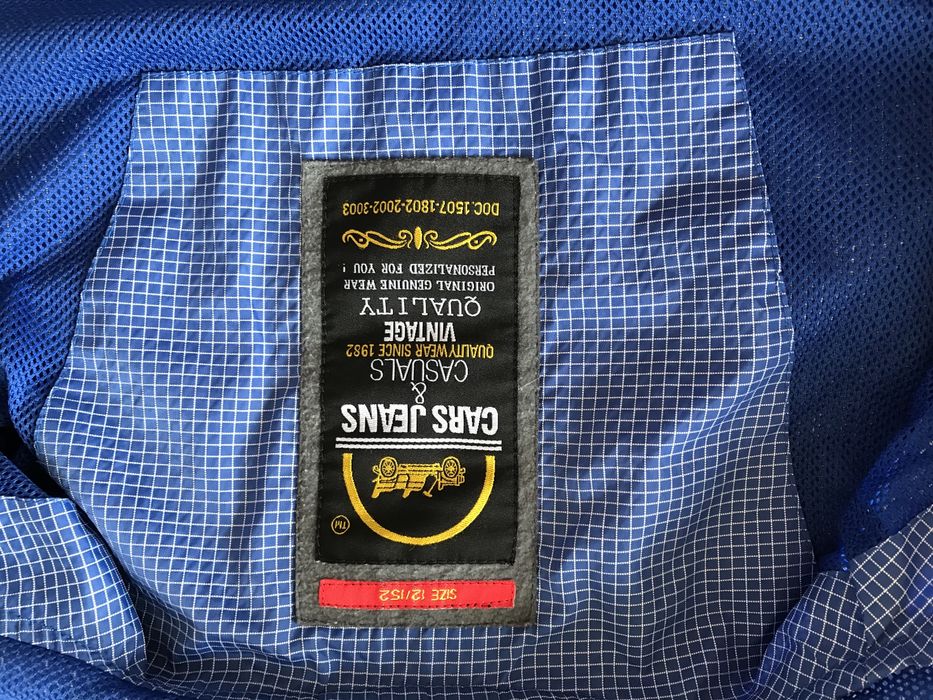 ™
CARS JEANS
&
CASUALS
QUALITYWEAR SINCE 1982
VINTAGE
QUALITY
ORIGINAL GENUINE WEAR
PERSONALIZED FOR YOU !
DOC.1507-1802-2002-3003
SIZE 12/152